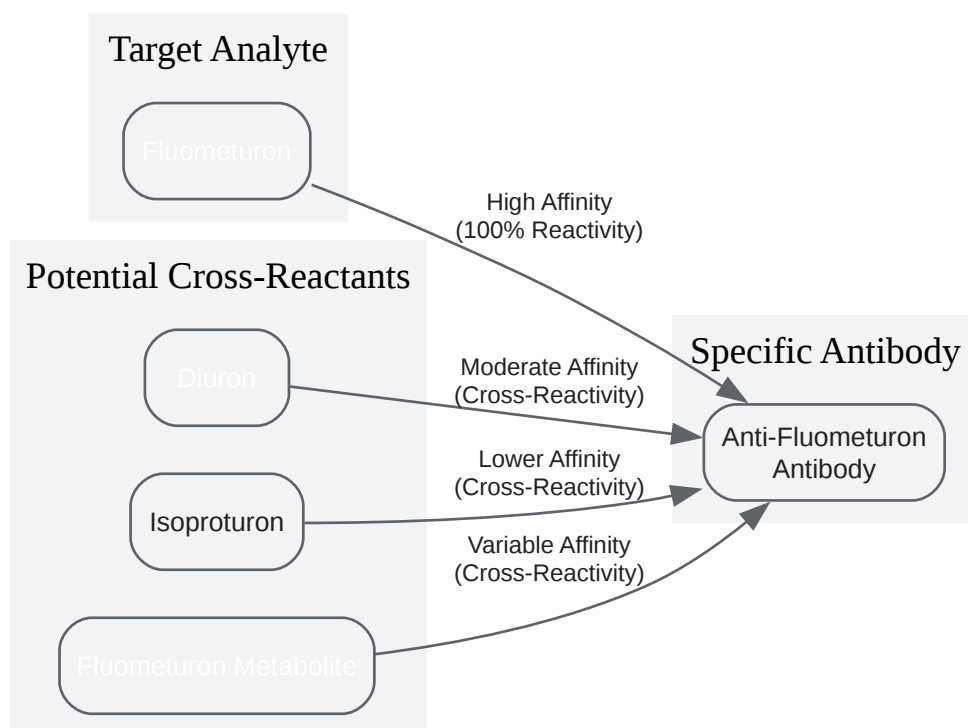 Target Analyte
Fluometuron
High Affinity
(100% Reactivity)
Potential Cross-Reactants
Diuron
Moderate Affinity
(Cross-Reactivity)
Isoproturon
Lower Affinity
(Cross-Reactivity)
Fluometuron Metabolite
Variable Affinity
(Cross-Reactivity)
Specific Antibody
Anti-Fluometuron
Antibody